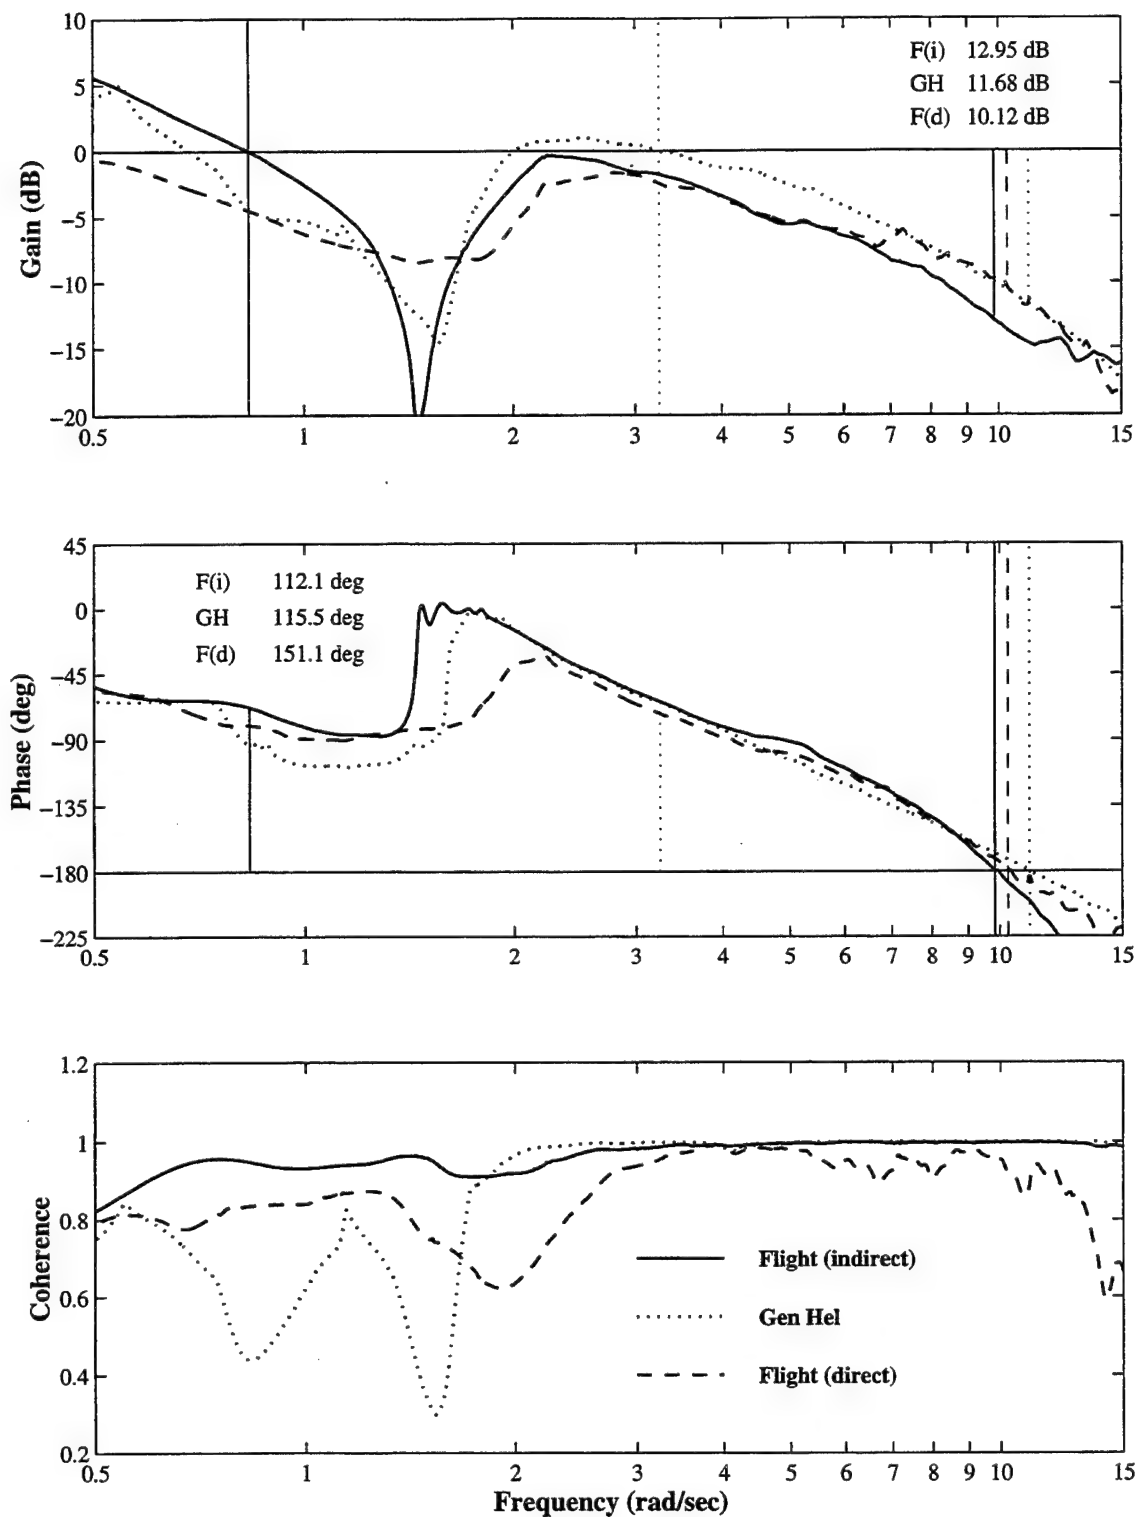 10
5
0
−5
−10
−15
−20
Gain (dB)
F(i) 12.95 dB
GH 11.68 dB
F(d) 10.12 dB
0.5 1 2 3 4 5 6 7 8 9 10 15
45
0
−45
−90
−135
−180
−225
Phase (deg)
F(i) 112.1 deg
GH 115.5 deg
F(d) 151.1 deg
0.5 1 2 3 4 5 6 7 8 9 10 15
1.2
1
0.8
0.6
0.4
0.2
Coherence
Flight (indirect)
Gen Hel
Flight (direct)
0.5 1 2 3 4 5 6 7 8 9 10 15
Frequency (rad/sec)